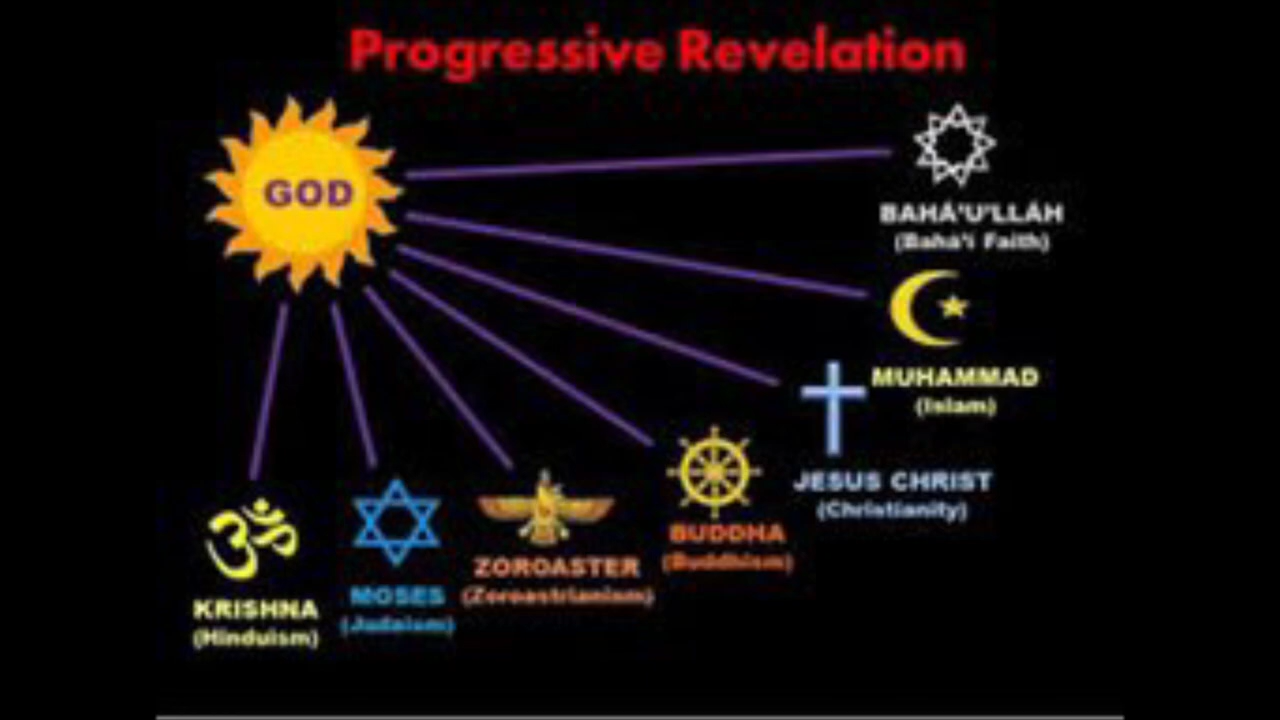 Progressive Revelation
GOD
BAHÁ'U'LLÁH
(Bahá'í Faith)
MUHAMMAD
(Islam)
JESUS CHRIST
(Christianity)
BUDDHA
(Buddhism)
ZOROASTER
(Zoroastrianism)
MOSES
(Judaism)
KRISHNA
(Hinduism)